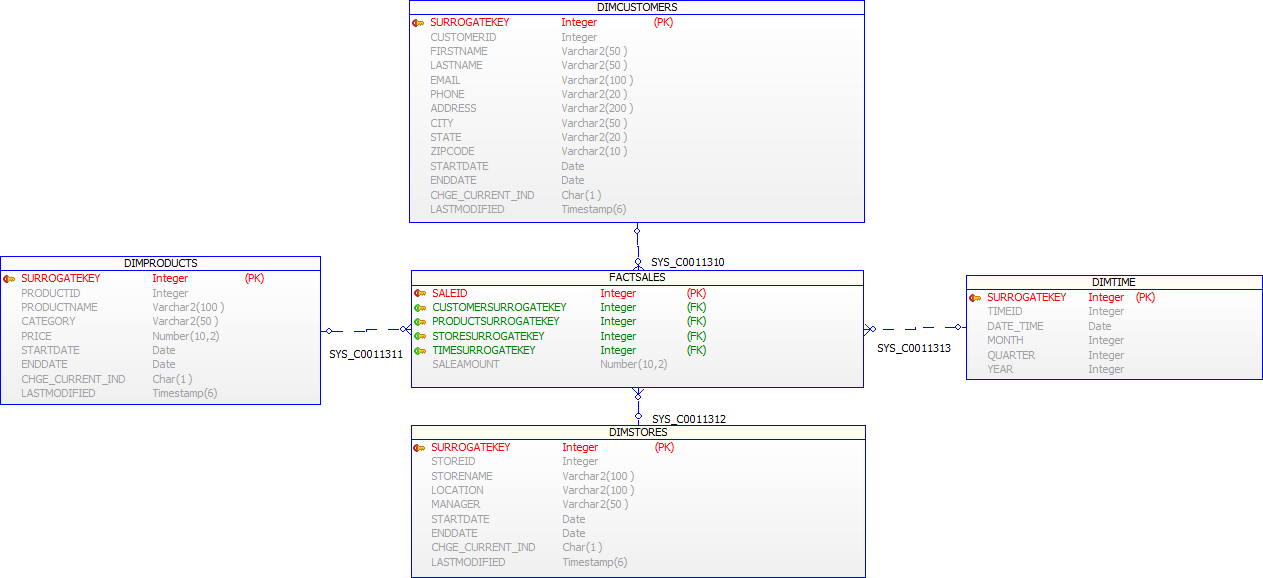 DIMCUSTOMERS
SURROGATEKEY Integer (PK)
CUSTOMERID Integer
FIRSTNAME Varchar2(50 )
LASTNAME Varchar2(50 )
EMAIL Varchar2(100 )
PHONE Varchar2(20 )
ADDRESS Varchar2(200 )
CITY Varchar2(50 )
STATE Varchar2(20 )
ZIPCODE Varchar2(10 )
STARTDATE Date
ENDDATE Date
CHGE_CURRENT_IND Char(1 )
LASTMODIFIED Timestamp(6)
SYS_C0011310
DIMPRODUCTS
SURROGATEKEY Integer (PK)
PRODUCTID Integer
PRODUCTNAME Varchar2(100 )
CATEGORY Varchar2(50 )
PRICE Number(10,2)
STARTDATE Date
ENDDATE Date
CHGE_CURRENT_IND Char(1 )
LASTMODIFIED Timestamp(6)
SYS_C0011311
FACTSALES
SALEID Integer (PK)
CUSTOMERSURROGATEKEY Integer (FK)
PRODUCTSURROGATEKEY Integer (FK)
STORESURROGATEKEY Integer (FK)
TIMESURROGATEKEY Integer (FK)
SALEAMOUNT Number(10,2)
SYS_C0011313
DIMTIME
SURROGATEKEY Integer (PK)
TIMEID Integer
DATE_TIME Date
MONTH Integer
QUARTER Integer
YEAR Integer
SYS_C0011312
DIMSTORES
SURROGATEKEY Integer (PK)
STOREID Integer
STORENAME Varchar2(100 )
LOCATION Varchar2(100 )
MANAGER Varchar2(50 )
STARTDATE Date
ENDDATE Date
CHGE_CURRENT_IND Char(1 )
LASTMODIFIED Timestamp(6)